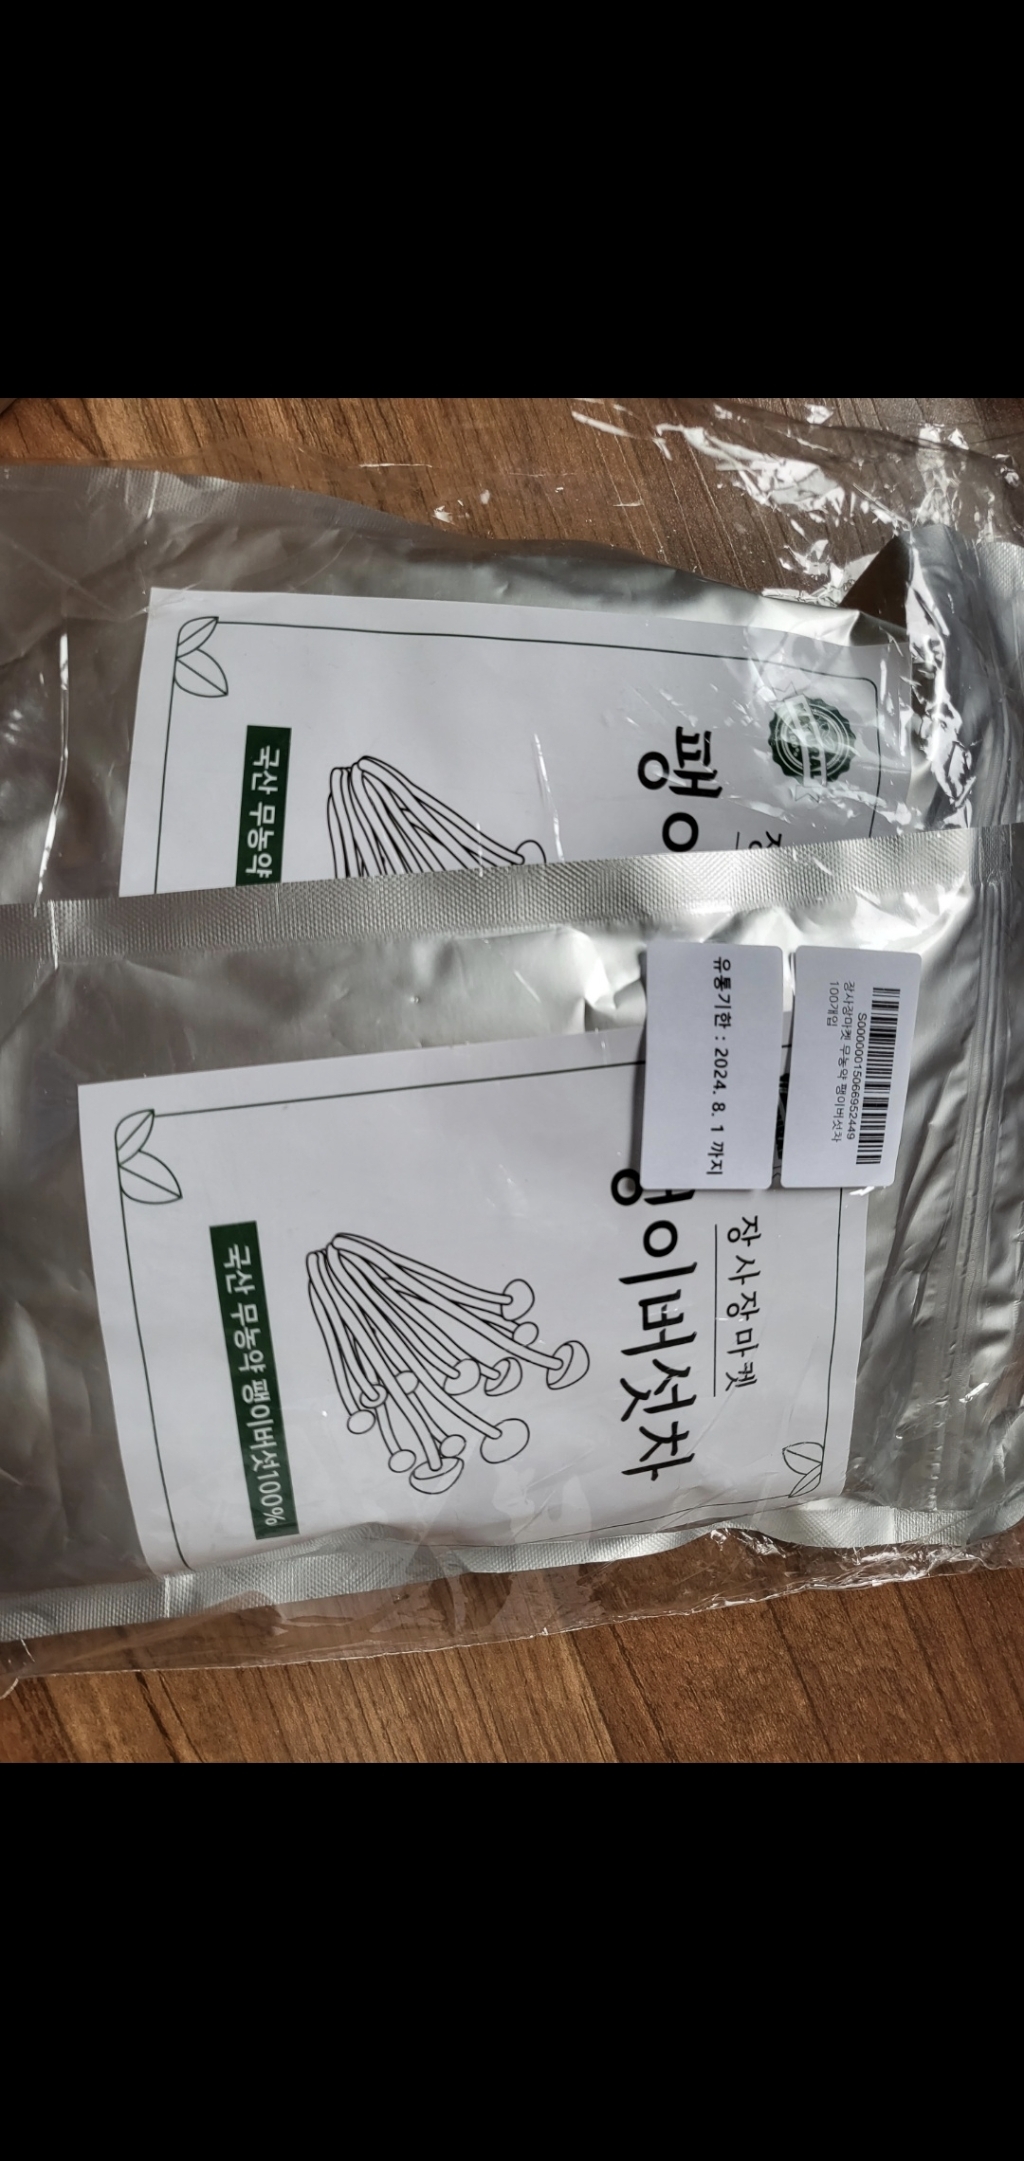 팽이
국산 무농약
S0000001506695​2449
장사장마켓 무농약 팽이버섯차
100개입
유통기한 : 2024. 8. 1 까지
장사장마켓
팽이버섯차
국산 무농약 팽이버섯100%